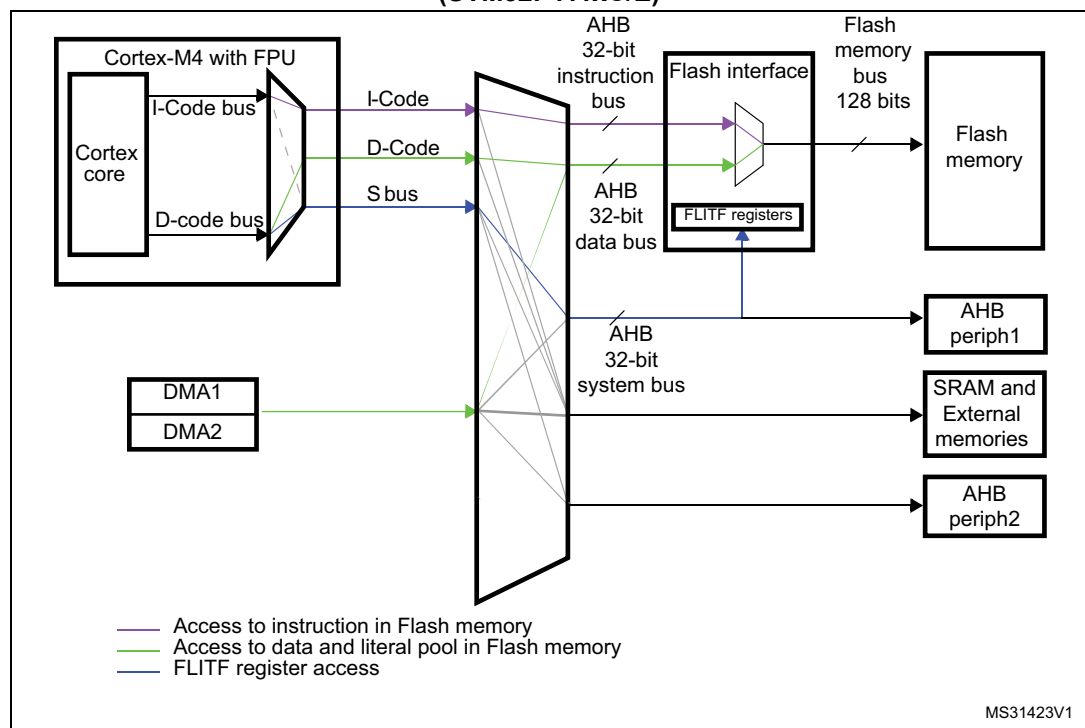 Cortex-M4 with FPU
Cortex
core
I-Code bus
D-code bus
I-Code
D-Code
S bus
AHB
32-bit
instruction
bus
AHB
32-bit
data bus
Flash interface
FLITF registers
Flash
memory
bus
128 bits
Flash
memory
AHB
32-bit
system bus
AHB
periph1
SRAM and
External
memories
AHB
periph2
DMA1
DMA2
Access to instruction in Flash memory
Access to data and literal pool in Flash memory
FLITF register access
MS31423V1